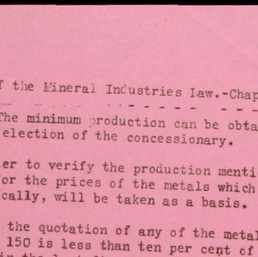 f the Mineral Industries Law.-Chap
The minimum production can be obta
election of the concessionary.
er to verify the production menti
or the prices of the metals which
cally, will be taken as a basis.
the quotation of any of the metal
150 is less than ten per cent of